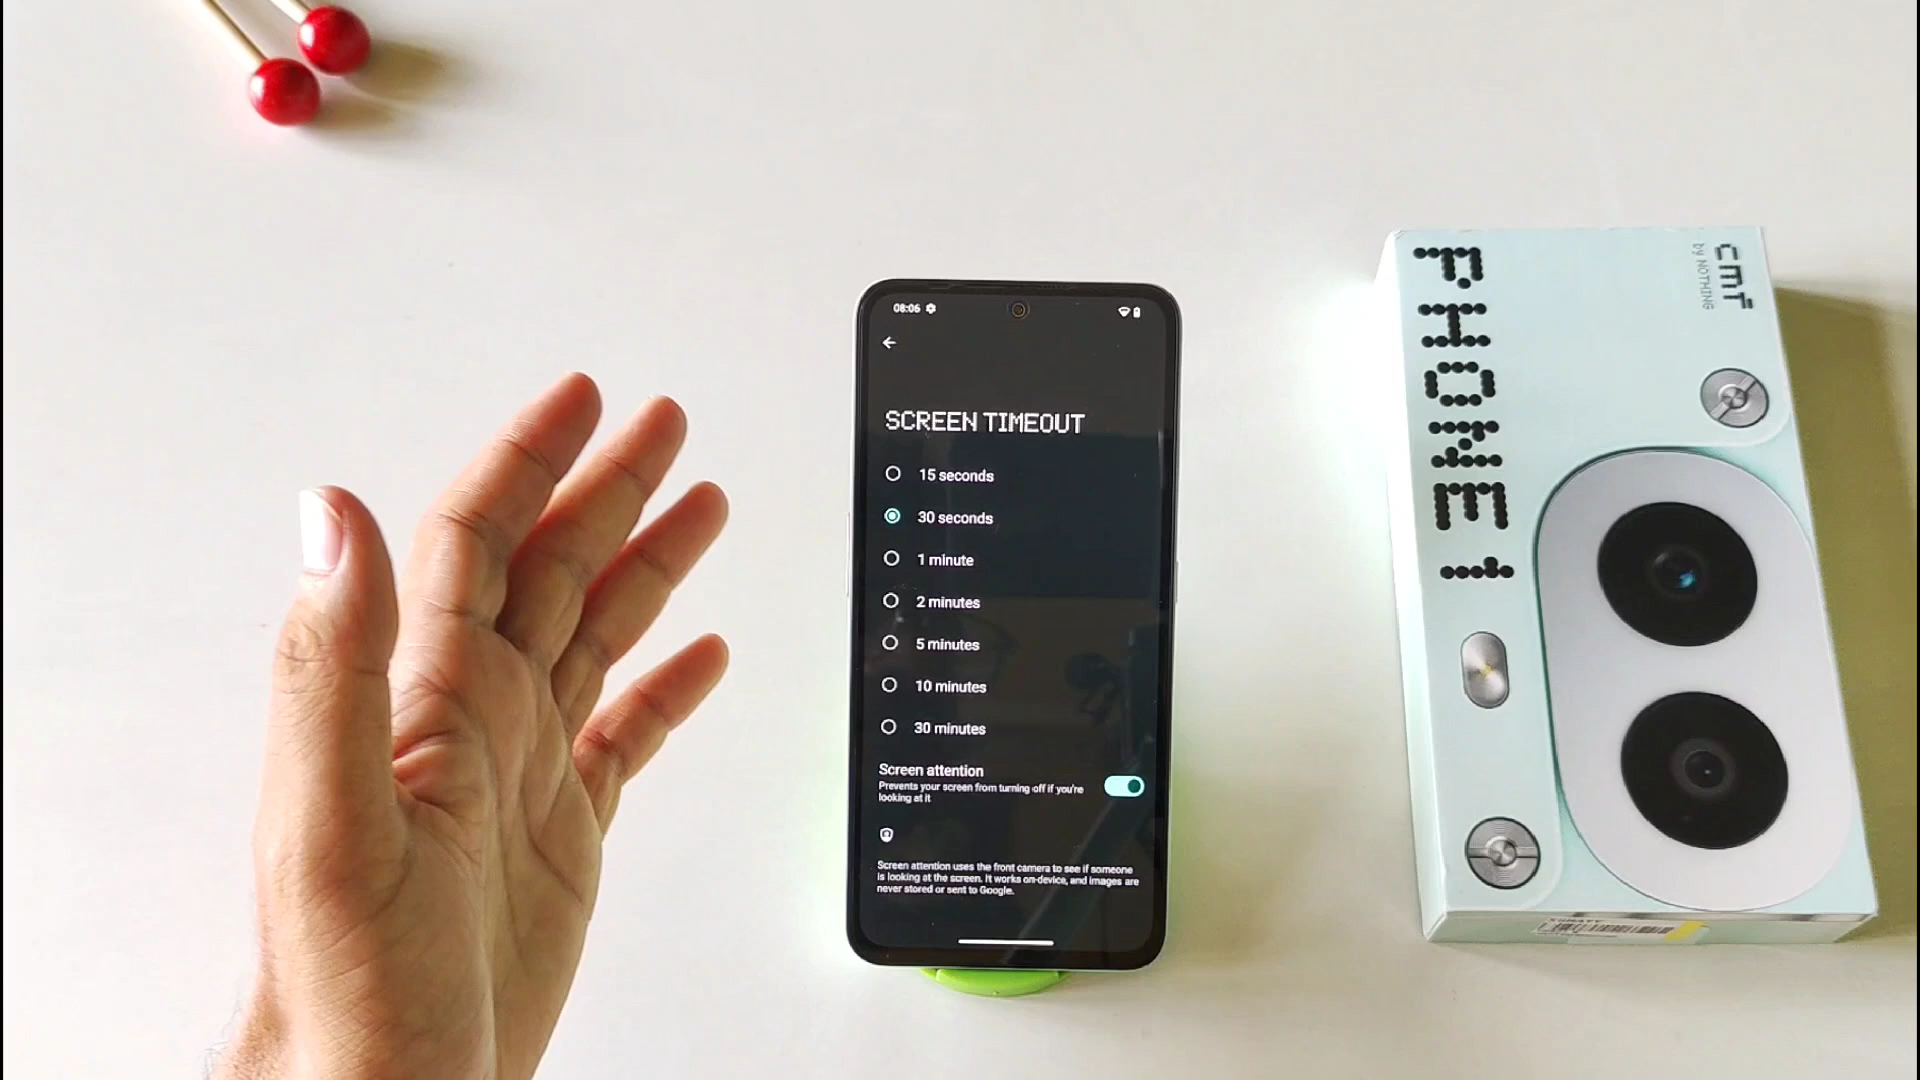 08:06
SCREEN TIMEOUT
15 seconds
30 seconds
1 minute
2 minutes
5 minutes
10 minutes
30 minutes
Screen attention
Prevents your screen from turning off if you're
looking at it
Screen attention uses the front camera to see if someone
is looking at the screen. It works on-device, and images are
never stored or sent to Google.
cmf
by NOTHING
PHONE 1